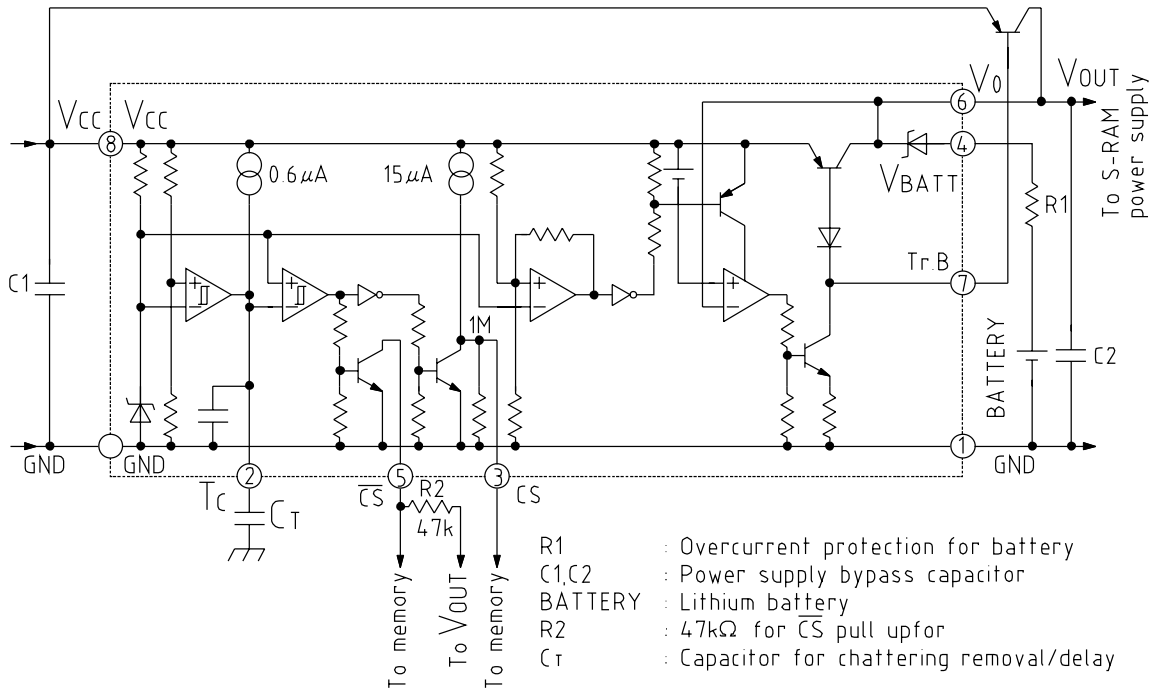 VCC
VCC
8
0.6μA
15μA
VO
6
VOUT
To S-RAM
power supply
4
VBATT
R1
C1
+
−
+
−
+
−
+
−
Tr.B
7
1M
BATTERY
C2
GND
GND
1
GND
2
TC
CT
5
CS
R2
47k
3
CS
To memory
To VOUT
To memory
R1 : Overcurrent protection for battery
C1,C2 : Power supply bypass capacitor
BATTERY : Lithium battery
R2 : 47kΩ for CS pull upfor
CT : Capacitor for chattering removal/delay